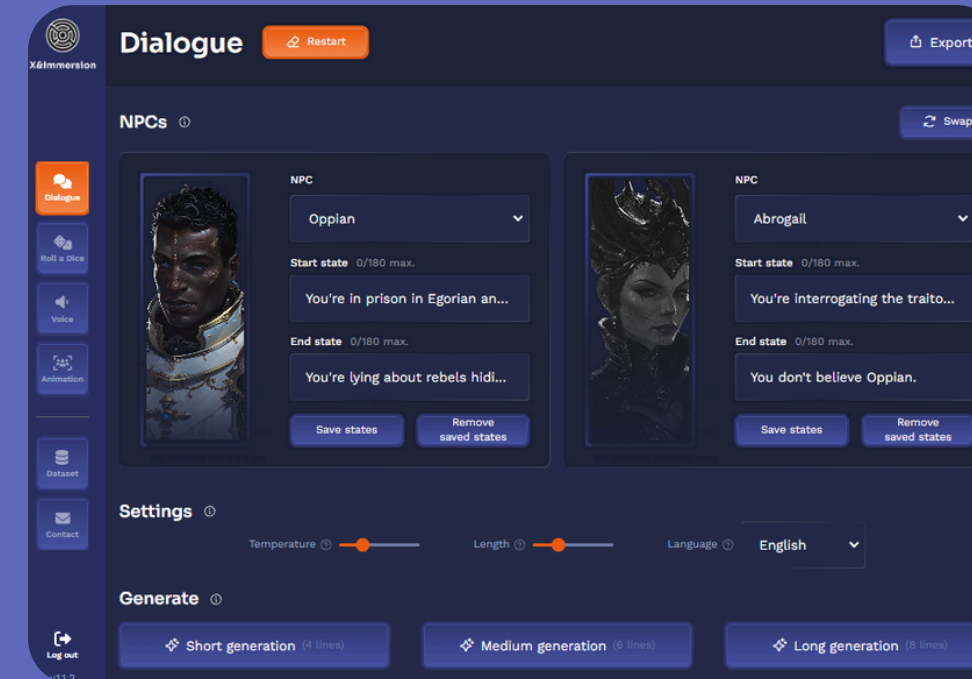 X&Immersion
Dialogue
Restart
Export
NPCs
Swap
Dialogue
Roll a Dice
Voice
Animation
Dataset
Contact
Log out
v11.2
NPC
Oppian
Start state 0/180 max.
You're in prison in Egorian an...
End state 0/180 max.
You're lying about rebels hidi...
Save states
Remove
saved states
NPC
Abrogail
Start state 0/180 max.
You're interrogating the traito...
End state 0/180 max.
You don't believe Oppian.
Save states
Remove
saved states
Settings
Temperature
Length
Language
English
Generate
Short generation (4 lines)
Medium generation (6 lines)
Long generation (8 lines)